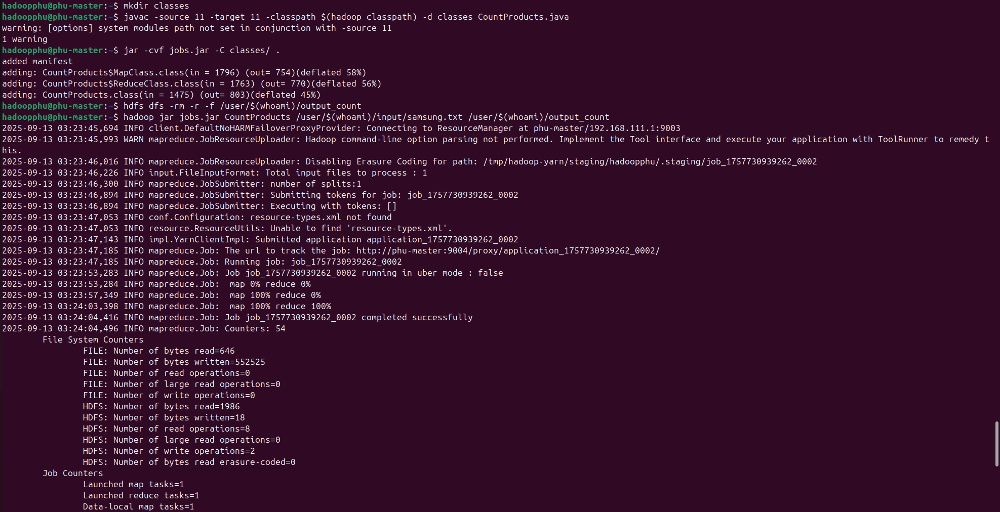 hadoopphu@phu-master:~$ mkdir classes
hadoopphu@phu-master:~$ javac -source 11 -target 11 -classpath $(hadoop classpath) -d classes CountProducts.java
warning: [options] system modules path not set in conjunction with -source 11
1 warning
hadoopphu@phu-master:~$ jar -cvf jobs.jar -C classes/ .
added manifest
adding: CountProducts$MapClass.class(in = 1796) (out= 754)(deflated 58%)
adding: CountProducts$ReduceClass.class(in = 1763) (out= 770)(deflated 56%)
adding: CountProducts.class(in = 1475) (out= 803)(deflated 45%)
hadoopphu@phu-master:~$ hdfs dfs -rm -r -f /user/$(whoami)/output_count
hadoopphu@phu-master:~$ hadoop jar jobs.jar CountProducts /user/$(whoami)/input/samsung.txt /user/$(whoami)/output_count
2025-09-13 03:23:45,694 INFO client.DefaultNoHARMFailoverProxyProvider: Connecting to ResourceManager at phu-master/192.168.111.1:9003
2025-09-13 03:23:45,993 WARN mapreduce.JobResourceUploader: Hadoop command-line option parsing not performed. Implement the Tool interface and execute your application with ToolRunner to remedy t
his.
2025-09-13 03:23:46,016 INFO mapreduce.JobResourceUploader: Disabling Erasure Coding for path: /tmp/hadoop-yarn/staging/hadoopphu/.staging/job_1757730939262_0002
2025-09-13 03:23:46,226 INFO input.FileInputFormat: Total input files to process : 1
2025-09-13 03:23:46,300 INFO mapreduce.JobSubmitter: number of splits:1
2025-09-13 03:23:46,894 INFO mapreduce.JobSubmitter: Submitting tokens for job: job_1757730939262_0002
2025-09-13 03:23:46,894 INFO mapreduce.JobSubmitter: Executing with tokens: []
2025-09-13 03:23:47,053 INFO conf.Configuration: resource-types.xml not found
2025-09-13 03:23:47,053 INFO resource.ResourceUtils: Unable to find 'resource-types.xml'.
2025-09-13 03:23:47,143 INFO impl.YarnClientImpl: Submitted application application_1757730939262_0002
2025-09-13 03:23:47,185 INFO mapreduce.Job: The url to track the job: http://phu-master:9004/proxy/application_1757730939262_0002/
2025-09-13 03:23:47,185 INFO mapreduce.Job: Running job: job_1757730939262_0002
2025-09-13 03:23:53,283 INFO mapreduce.Job: Job job_1757730939262_0002 running in uber mode : false
2025-09-13 03:23:53,284 INFO mapreduce.Job:  map 0% reduce 0%
2025-09-13 03:23:57,349 INFO mapreduce.Job:  map 100% reduce 0%
2025-09-13 03:24:03,398 INFO mapreduce.Job:  map 100% reduce 100%
2025-09-13 03:24:04,416 INFO mapreduce.Job: Job job_1757730939262_0002 completed successfully
2025-09-13 03:24:04,496 INFO mapreduce.Job: Counters: 54
File System Counters
FILE: Number of bytes read=646
FILE: Number of bytes written=552525
FILE: Number of read operations=0
FILE: Number of large read operations=0
FILE: Number of write operations=0
HDFS: Number of bytes read=1986
HDFS: Number of bytes written=18
HDFS: Number of read operations=8
HDFS: Number of large read operations=0
HDFS: Number of write operations=2
HDFS: Number of bytes read erasure-coded=0
Job Counters
Launched map tasks=1
Launched reduce tasks=1
Data-local map tasks=1